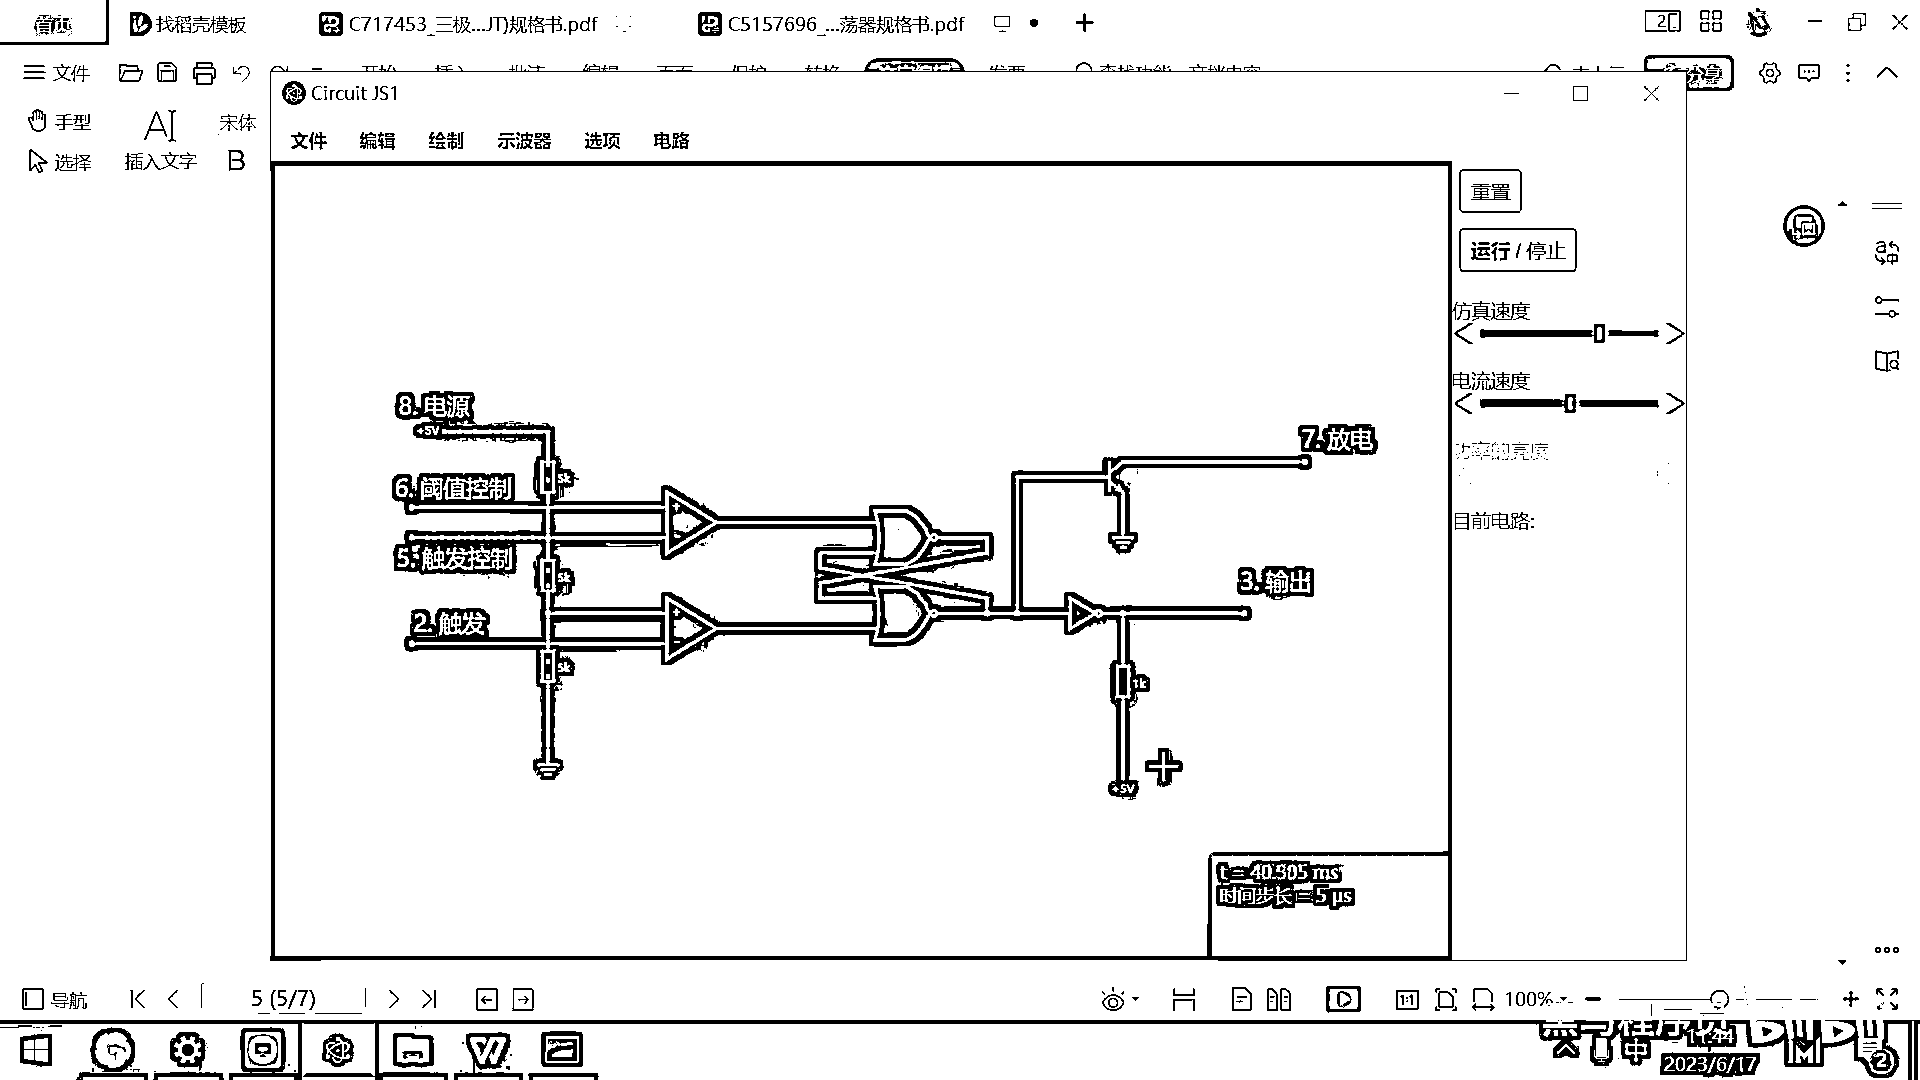 首页 找稻壳模板 C717453_三极...JT)规格书.pdf C5157696_...荡器规格书.pdf
文件
Circuit JS1
手型 插入文字 宋体
选择 B
文件 编辑 绘制 示波器 选项 电路
重置
运行 / 停止
仿真速度
电流速度
功率的亮度
目前电路:
8. 电源
+5V
5k
6. 阈值控制
5. 触发控制
5k
2. 触发
5k
7. 放电
3. 输出
1k
+5V
时间步长 = 5 μs
导航 5 (5/7) 1:1 100%
中
14:44
2023/6/17
2